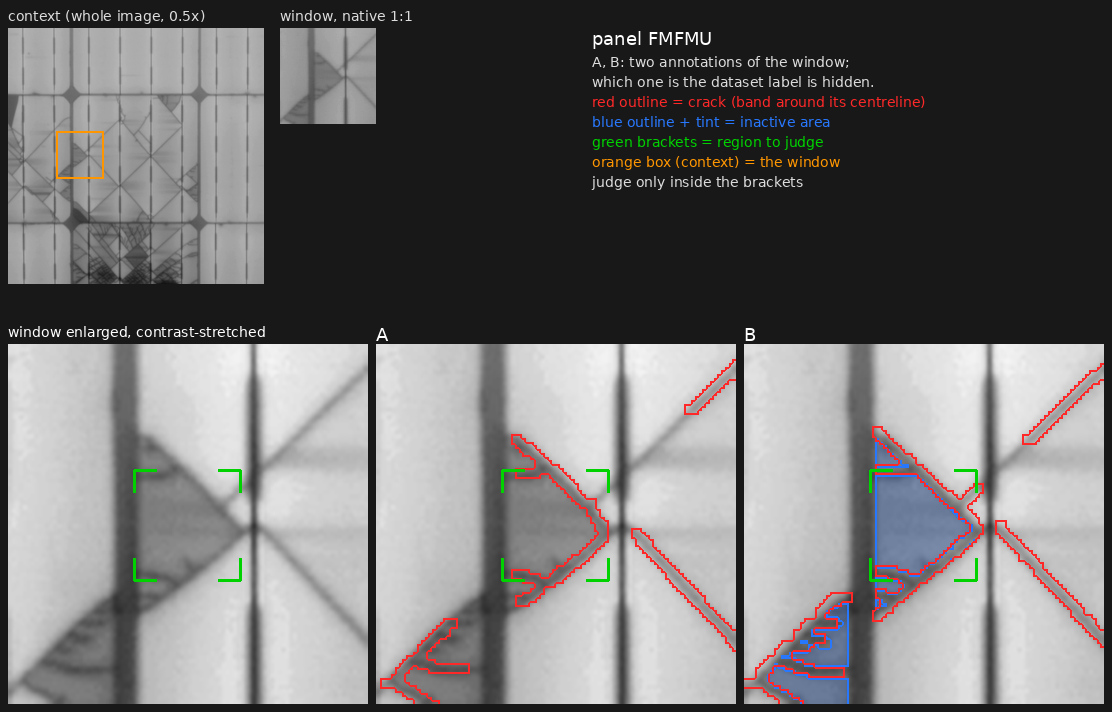 context (whole image, 0.5x)
window, native 1:1
panel FMFMU
A, B: two annotations of the window;
which one is the dataset label is hidden.
red outline = crack (band around its centreline)
blue outline + tint = inactive area
green brackets = region to judge
orange box (context) = the window
judge only inside the brackets
window enlarged, contrast-stretched
A
B